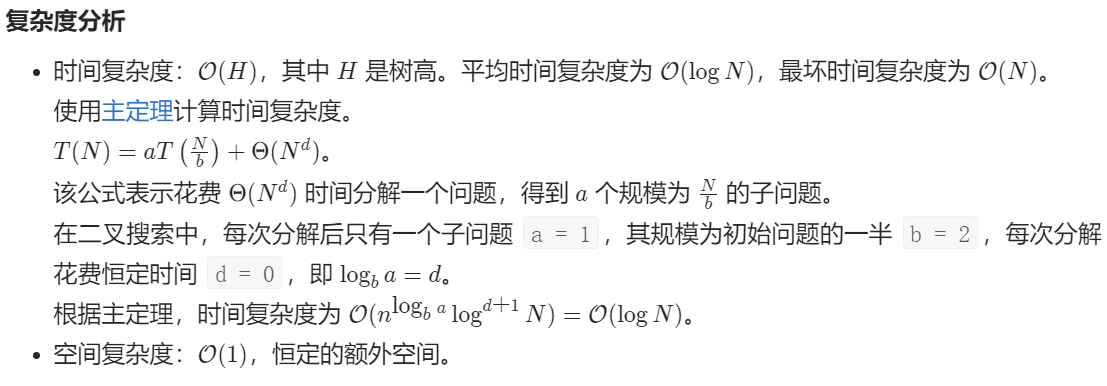 复杂度分析
• 时间复杂度：$\mathcal{O}(H)$，其中 $H$ 是树高。平均时间复杂度为 $\mathcal{O}(\log N)$，最坏时间复杂度为 $\mathcal{O}(N)$。
使用主定理计算时间复杂度。
$T(N) = aT\left(\frac{N}{b}\right) + \Theta(N^d)$。
该公式表示花费 $\Theta(N^d)$ 时间分解一个问题，得到 $a$ 个规模为 $\frac{N}{b}$ 的子问题。
在二叉搜索中，每次分解后只有一个子问题 a = 1，其规模为初始问题的一半 b = 2，每次分解
花费恒定时间 d = 0，即 $\log_b a = d$。
根据主定理，时间复杂度为 $\mathcal{O}(n^{\log_b a} \log^{d+1} N) = \mathcal{O}(\log N)$。
• 空间复杂度：$\mathcal{O}(1)$，恒定的额外空间。